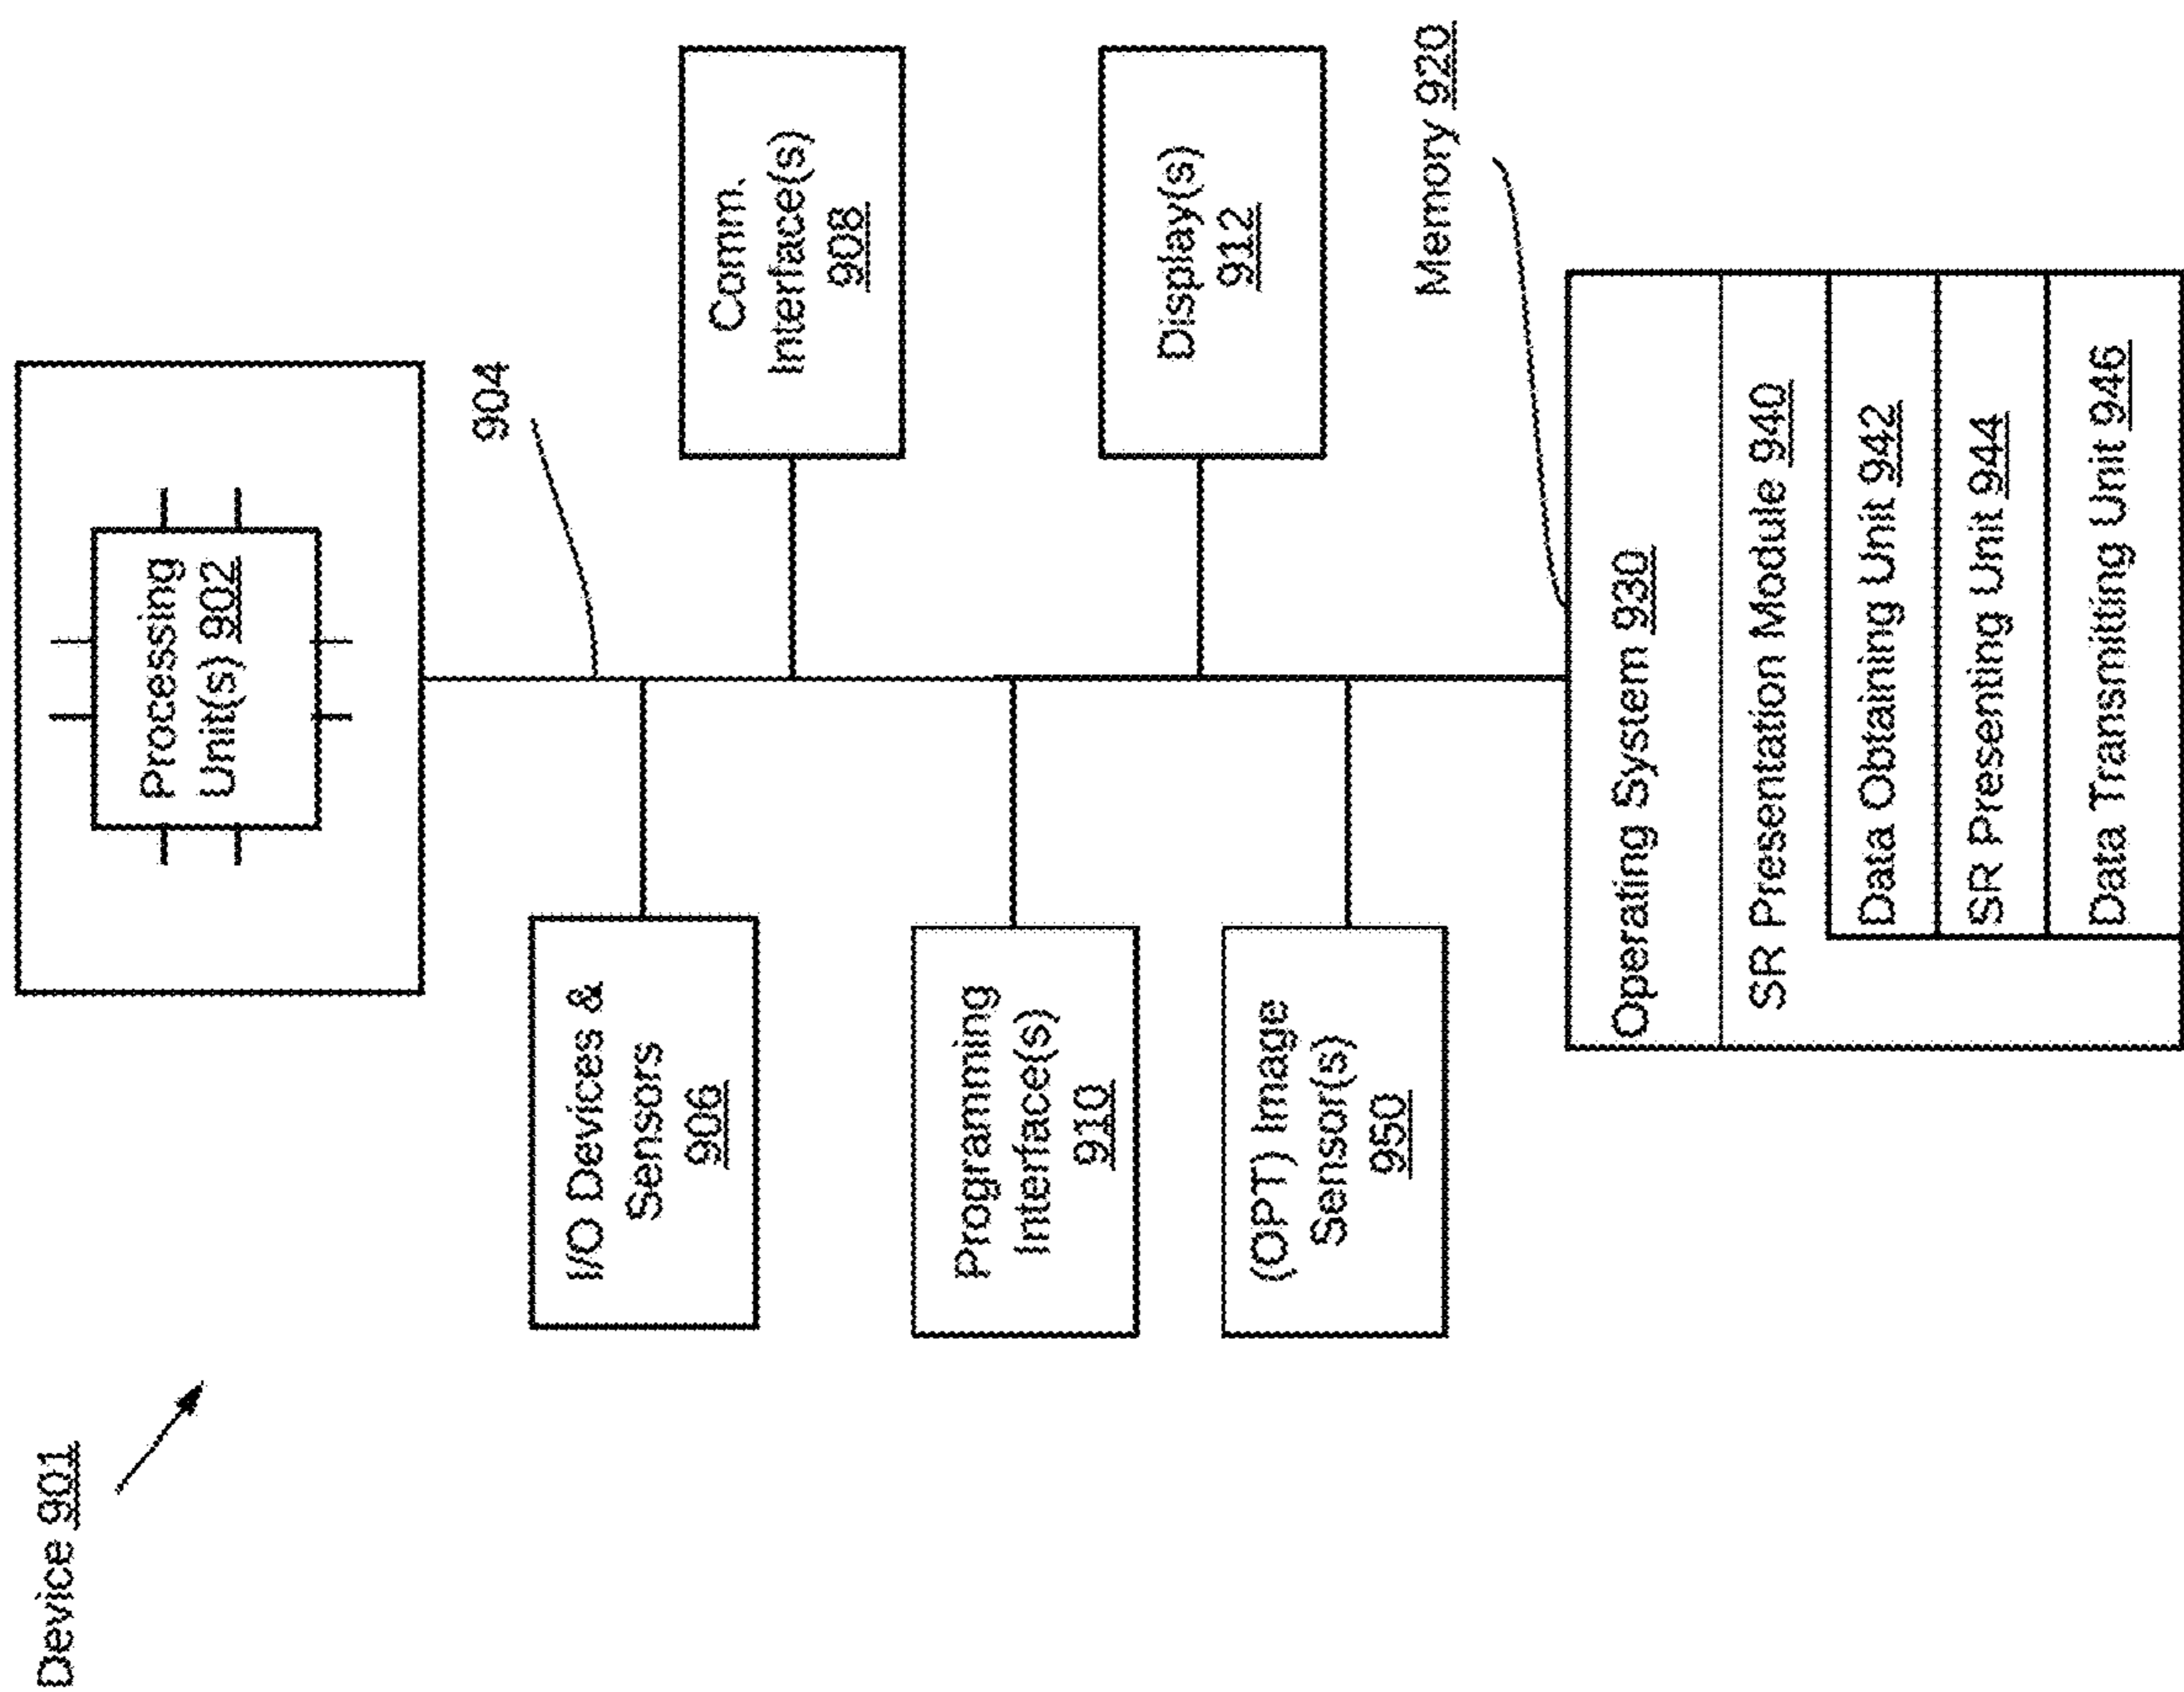 Device 901
Processing
Unit(s) 902
904
I/O Devices &
Sensors
906
Comm.
Interface(s)
908
Programming
Interface(s)
910
Display(s)
912
(OPT) Image
Sensor(s)
950
Memory 920
Operating System 930
SR Presentation Module 940
Data Obtaining Unit 942
SR Presenting Unit 944
Data Transmitting Unit 946